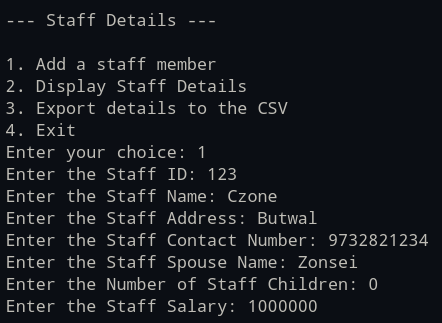 --- Staff Details ---
1. Add a staff member
2. Display Staff Details
3. Export details to the CSV
4. Exit
Enter your choice: 1
Enter the Staff ID: 123
Enter the Staff Name: Czone
Enter the Staff Address: Butwal
Enter the Staff Contact Number: 9732821234
Enter the Staff Spouse Name: Zonsei
Enter the Number of Staff Children: 0
Enter the Staff Salary: 1000000